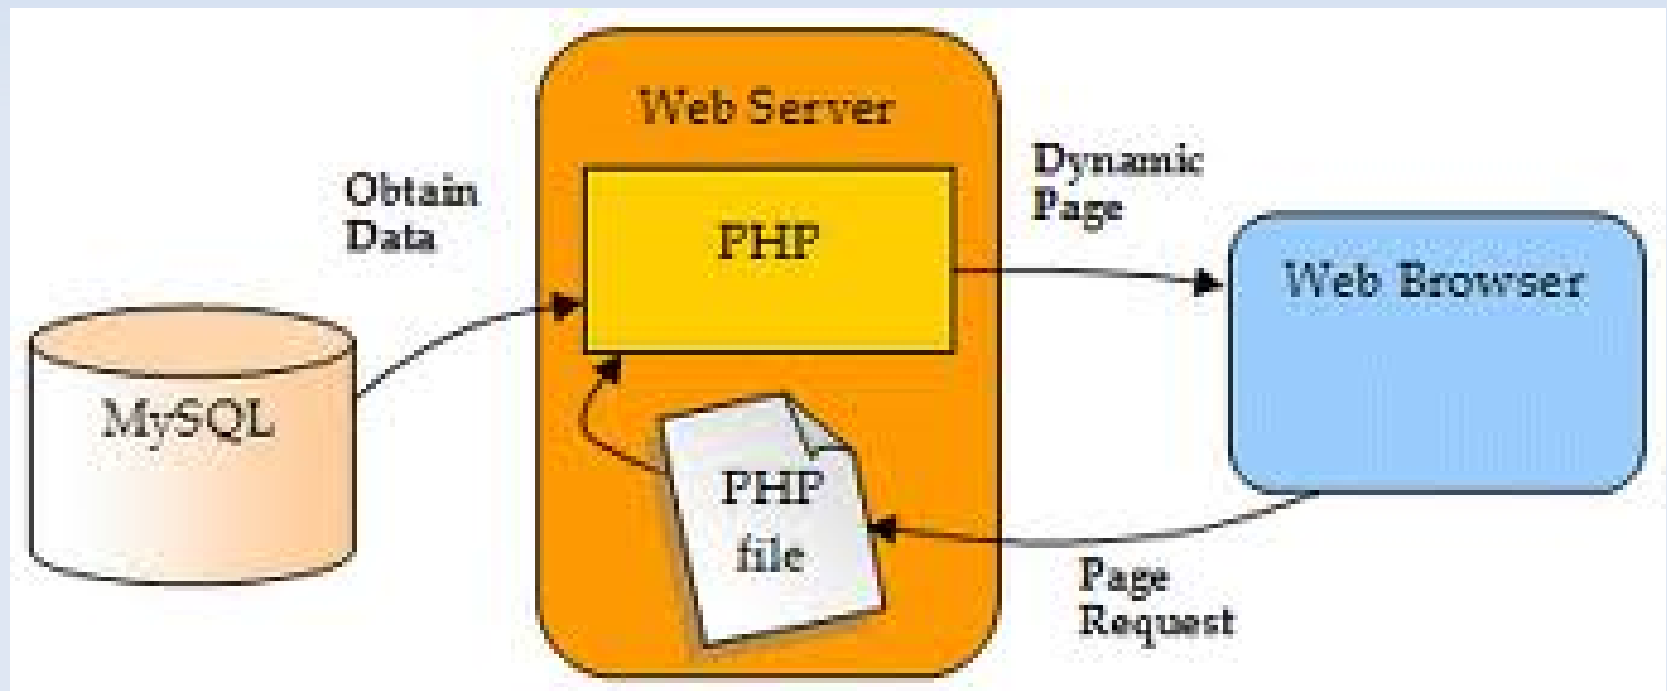 Web Server
Obtain
Data
PHP
Dynamic
Page
Web Browser
MySQL
PHP
file
Page
Request